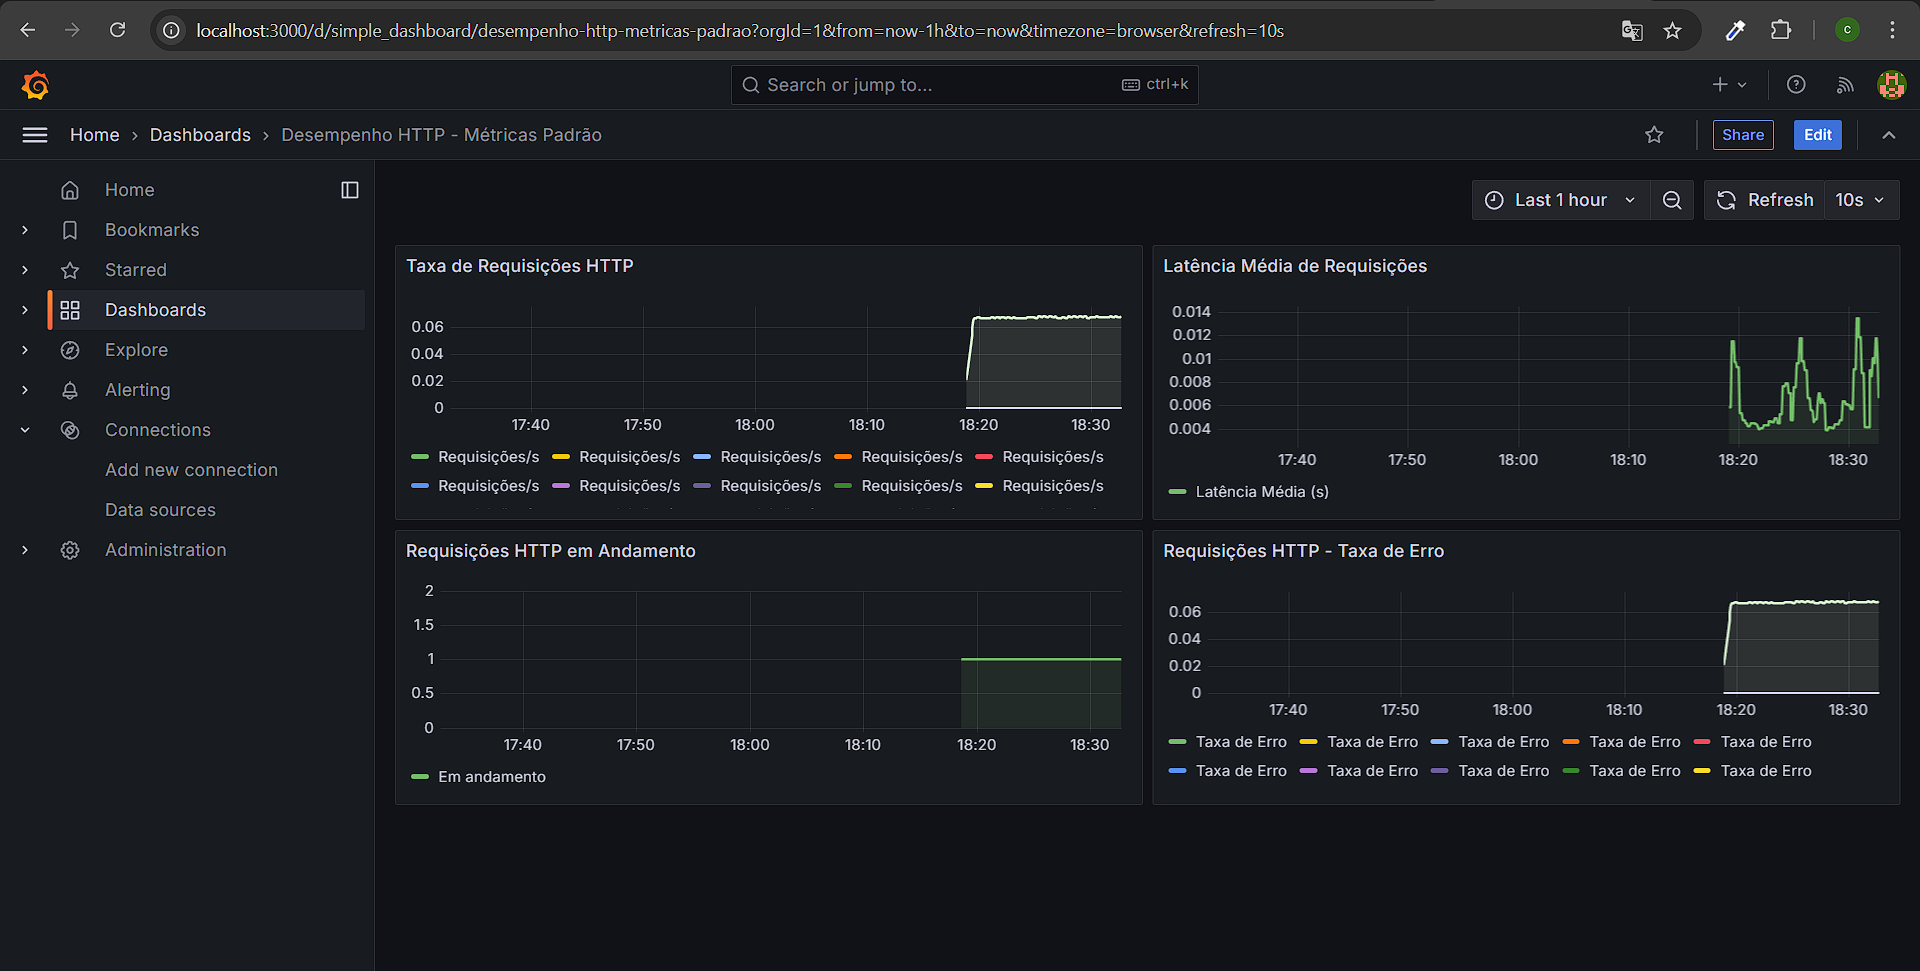 localhost:3000/d/simple_dashboard/desempenho-http-metricas-padrao?orgId=1&from=now-1h&to=now&timezone=browser&refresh=10s
C
Search or jump to... ctrl+k
Home › Dashboards › Desempenho HTTP - Métricas Padrão
Share Edit
Home
Bookmarks
Starred
Dashboards
Explore
Alerting
Connections
Add new connection
Data sources
Administration
Last 1 hour Refresh 10s
Taxa de Requisições HTTP
0.06
0.04
0.02
0
17:40 17:50 18:00 18:10 18:20 18:30
Requisições/s Requisições/s Requisições/s Requisições/s Requisições/s
Requisições/s Requisições/s Requisições/s Requisições/s Requisições/s
Latência Média de Requisições
0.014
0.012
0.01
0.008
0.006
0.004
17:40 17:50 18:00 18:10 18:20 18:30
Latência Média (s)
Requisições HTTP em Andamento
2
1.5
1
0.5
0
17:40 17:50 18:00 18:10 18:20 18:30
Em andamento
Requisições HTTP - Taxa de Erro
0.06
0.04
0.02
0
17:40 17:50 18:00 18:10 18:20 18:30
Taxa de Erro Taxa de Erro Taxa de Erro Taxa de Erro Taxa de Erro
Taxa de Erro Taxa de Erro Taxa de Erro Taxa de Erro Taxa de Erro